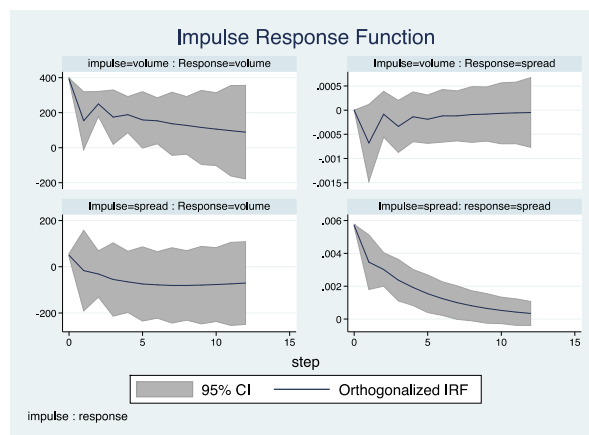 Impulse Response Function
impulse=volume : Response=volume
Impulse=volume : Response=spread
400
200
0
-200
.0005
0
-.0005
-.001
-.0015
Impulse=spread : Response=volume
Impulse=spread: response=spread
200
0
-200
.006
.004
.002
0
0 5 10 15
0 5 10 15
step
95% CI
Orthogonalized IRF
impulse : response